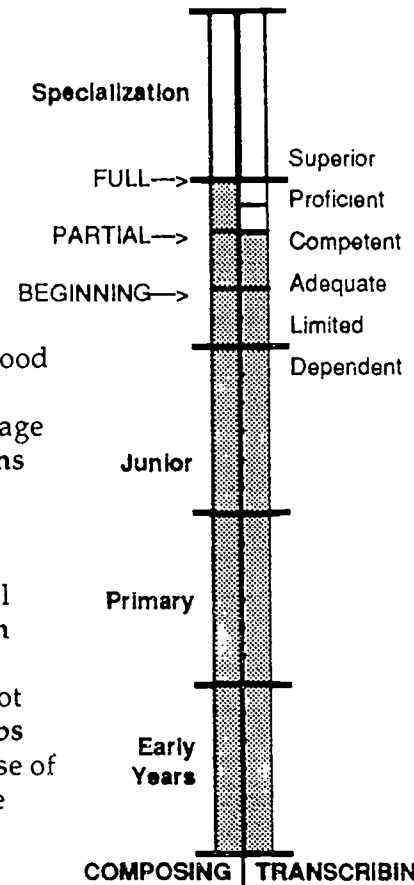 Specialization
Superior
FULL—>
Proficient
PARTIAL—>
Competent
BEGINNING—>
Adequate
Limited
ood
Dependent
age
ns
Junior
l
Primary
n
ot
ps
Early
se of
Years
e
COMPOSING TRANSCRIBIN